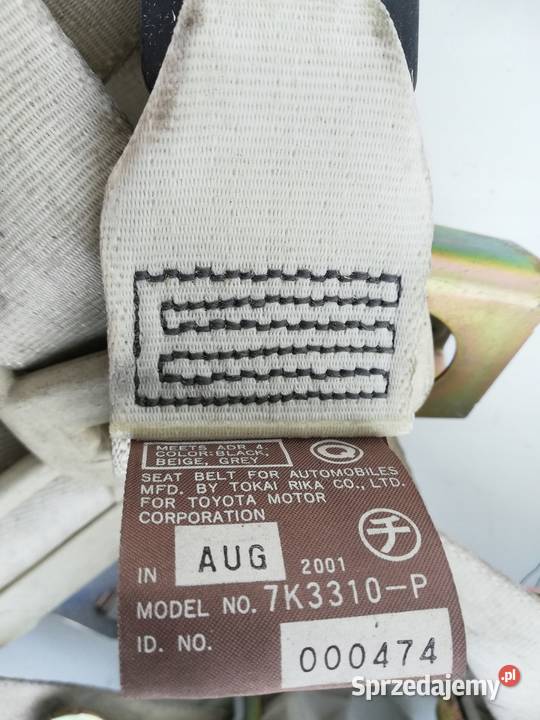 MEETS ADR 4.
COLOR:BLACK,
BEIGE, GREY
Q
SEAT BELT FOR AUTOMOBILES
MFD. BY TOKAI RIKA CO., LTD.
FOR TOYOTA MOTOR
CORPORATION
チ
IN AUG 2001
MODEL NO. 7K3310-P
ID. NO. 000474
Sprzedajemy.pl